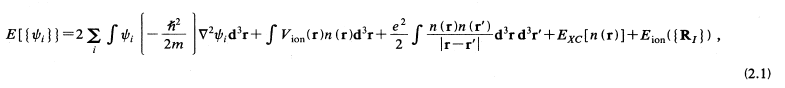 E[{ψ_i}] = 2 ∑_i ∫ ψ_i [−ℏ²/2m] ∇²ψ_i d³r + ∫ V_ion(r)n(r)d³r + e²/2 ∫ n(r)n(r′)/|r−r′| d³r d³r′ + E_XC[n(r)] + E_ion({R_I}) ,
(2.1)